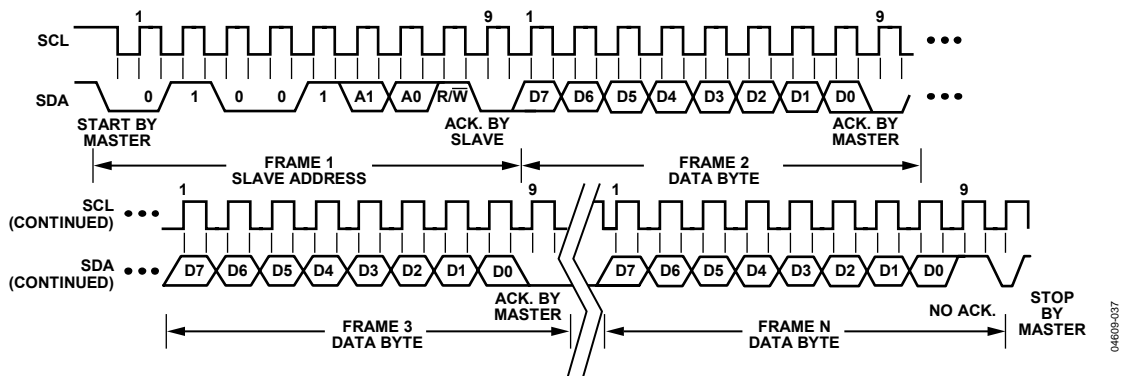 1 9 1 9
SCL
SDA 0 1 0 0 1 A1 A0 R/W̅ D7 D6 D5 D4 D3 D2 D1 D0
START BY
MASTER
ACK. BY
SLAVE
ACK. BY
MASTER
FRAME 1
SLAVE ADDRESS
FRAME 2
DATA BYTE
1 9 1 9
SCL
(CONTINUED)
SDA
(CONTINUED)
D7 D6 D5 D4 D3 D2 D1 D0 D7 D6 D5 D4 D3 D2 D1 D0
ACK. BY
MASTER
NO ACK.
STOP
BY
MASTER
FRAME 3
DATA BYTE
FRAME N
DATA BYTE
04609-037